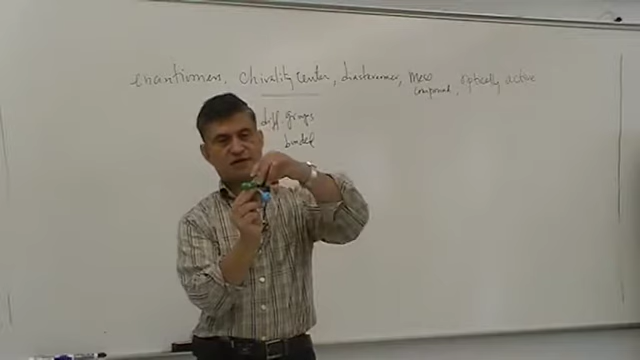 enantiomers, chirality center, diastereomer, meso
compound, optically active
diff. groups
bonded